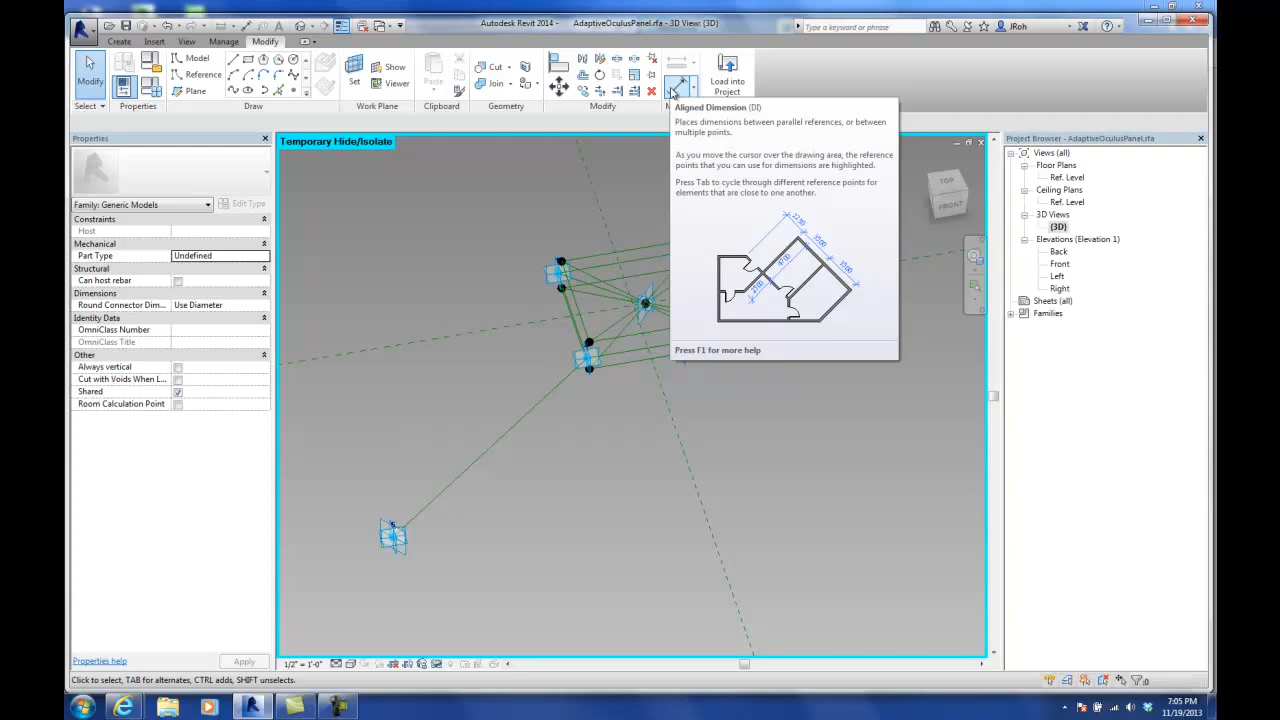 Autodesk Revit 2014 - AdaptiveOculusPanel.rfa - 3D View: {3D}
Type a keyword or phrase
JRoh
Create Insert View Manage Modify
Modify
Model
Reference
Plane
Set
Show
Viewer
Paste
Cut
Join
Load into
Project
Select Properties Draw Work Plane Clipboard Geometry Modify
Aligned Dimension (DI)
Places dimensions between parallel references, or between
multiple points.
As you move the cursor over the drawing area, the reference
points that you can use for dimensions are highlighted.
Press Tab to cycle through different reference points for
elements that are close to one another.
Press F1 for more help
Properties
Family: Generic Models
Edit Type
Constraints
Host
Mechanical
Part Type Undefined
Structural
Can host rebar
Dimensions
Round Connector Dim... Use Diameter
Identity Data
OmniClass Number
OmniClass Title
Other
Always vertical
Cut with Voids When L...
Shared
Room Calculation Point
Properties help
Apply
Temporary Hide/Isolate
TOP
FRONT
Project Browser - AdaptiveOculusPanel.rfa
Views (all)
Floor Plans
Ref. Level
Ceiling Plans
Ref. Level
3D Views
{3D}
Elevations (Elevation 1)
Back
Front
Left
Right
Sheets (all)
Families
1/2" = 1'-0"
Click to select, TAB for alternates, CTRL adds, SHIFT unselects.
:0
7:05 PM
11/19/2013